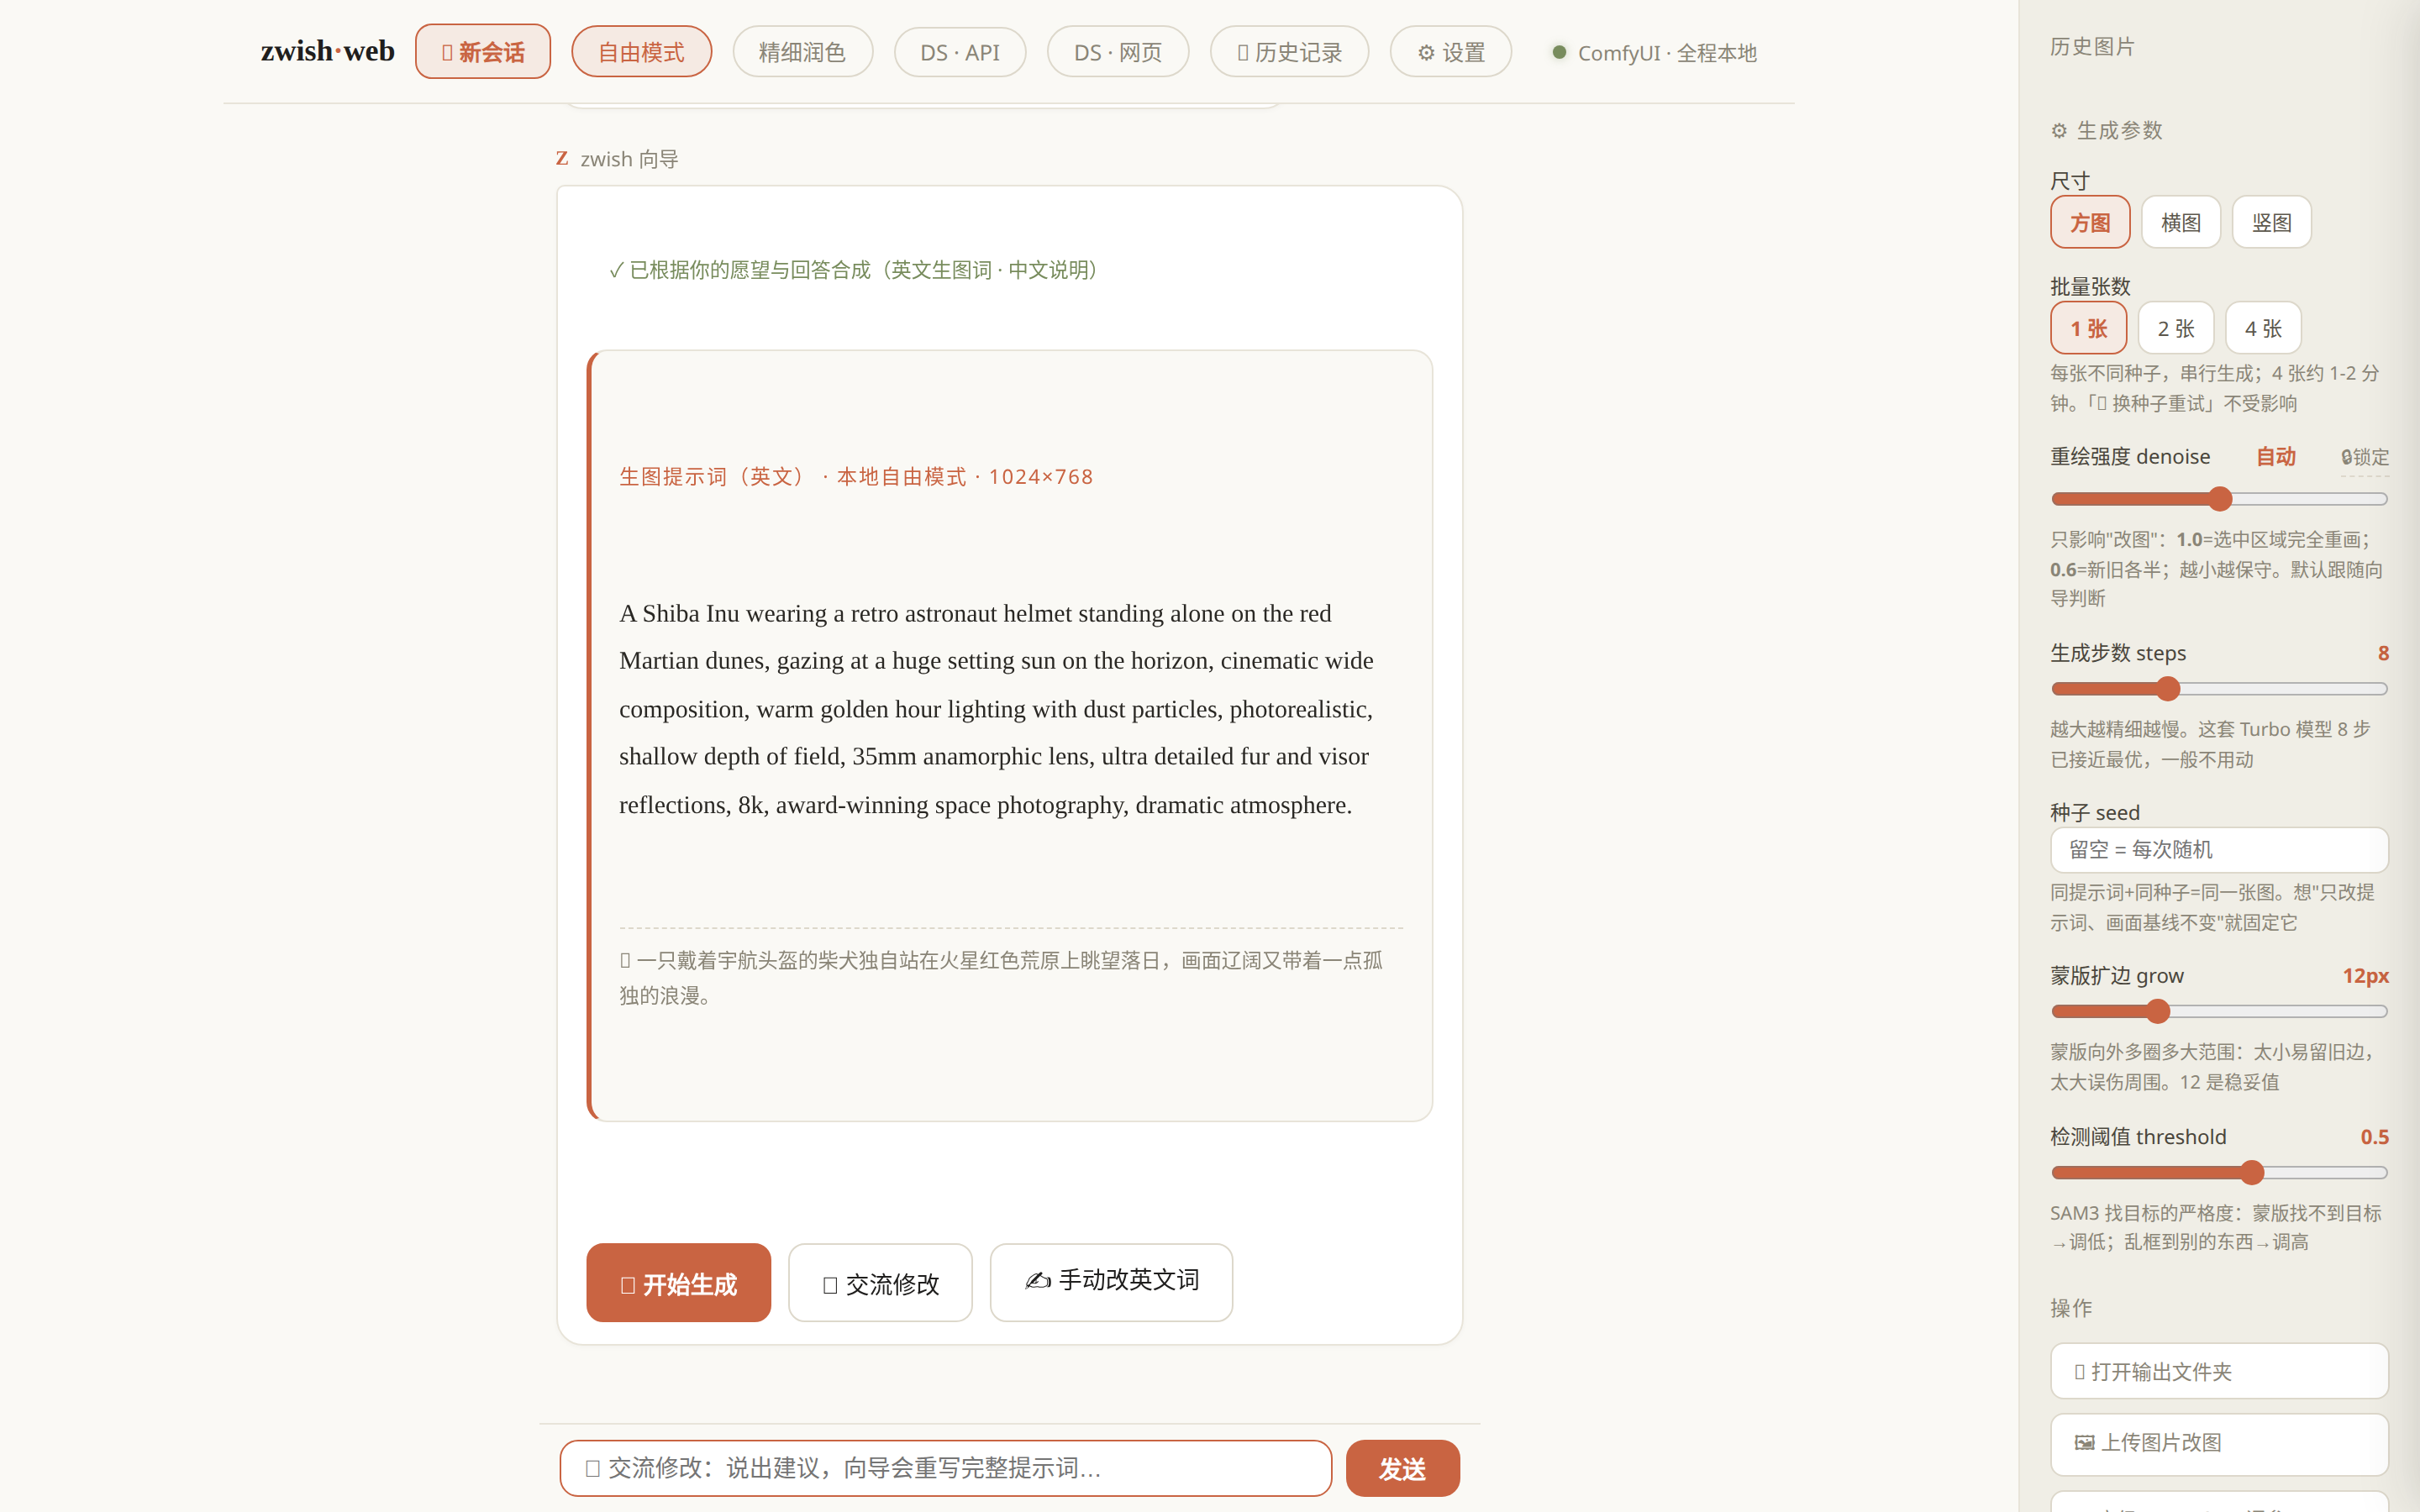 zwish·web
新会话
自由模式
精细润色
DS · API
DS · 网页
历史记录
⚙ 设置
ComfyUI · 全程本地
Z zwish 向导
✓ 已根据你的愿望与回答合成（英文生图词 · 中文说明）
生图提示词（英文） · 本地自由模式 · 1024×768
A Shiba Inu wearing a retro astronaut helmet standing alone on the red
Martian dunes, gazing at a huge setting sun on the horizon, cinematic wide
composition, warm golden hour lighting with dust particles, photorealistic,
shallow depth of field, 35mm anamorphic lens, ultra detailed fur and visor
reflections, 8k, award-winning space photography, dramatic atmosphere.
一只戴着宇航头盔的柴犬独自站在火星红色荒原上眺望落日，画面辽阔又带着一点孤
独的浪漫。
开始生成
交流修改
✍ 手动改英文词
交流修改：说出建议，向导会重写完整提示词…
发送
历史图片
⚙ 生成参数
尺寸
方图
横图
竖图
批量张数
1 张
2 张
4 张
每张不同种子，串行生成；4 张约 1-2 分
钟。「 换种子重试」不受影响
重绘强度 denoise
自动
🔒锁定
只影响"改图"：1.0=选中区域完全重画；
0.6=新旧各半；越小越保守。默认跟随向
导判断
生成步数 steps
8
越大越精细越慢。这套 Turbo 模型 8 步
已接近最优，一般不用动
种子 seed
留空 = 每次随机
同提示词+同种子=同一张图。想"只改提
示词、画面基线不变"就固定它
蒙版扩边 grow
12px
蒙版向外多圈多大范围：太小易留旧边，
太大误伤周围。12 是稳妥值
检测阈值 threshold
0.5
SAM3 找目标的严格度：蒙版找不到目标
→调低；乱框到别的东西→调高
操作
打开输出文件夹
🖼 上传图片改图